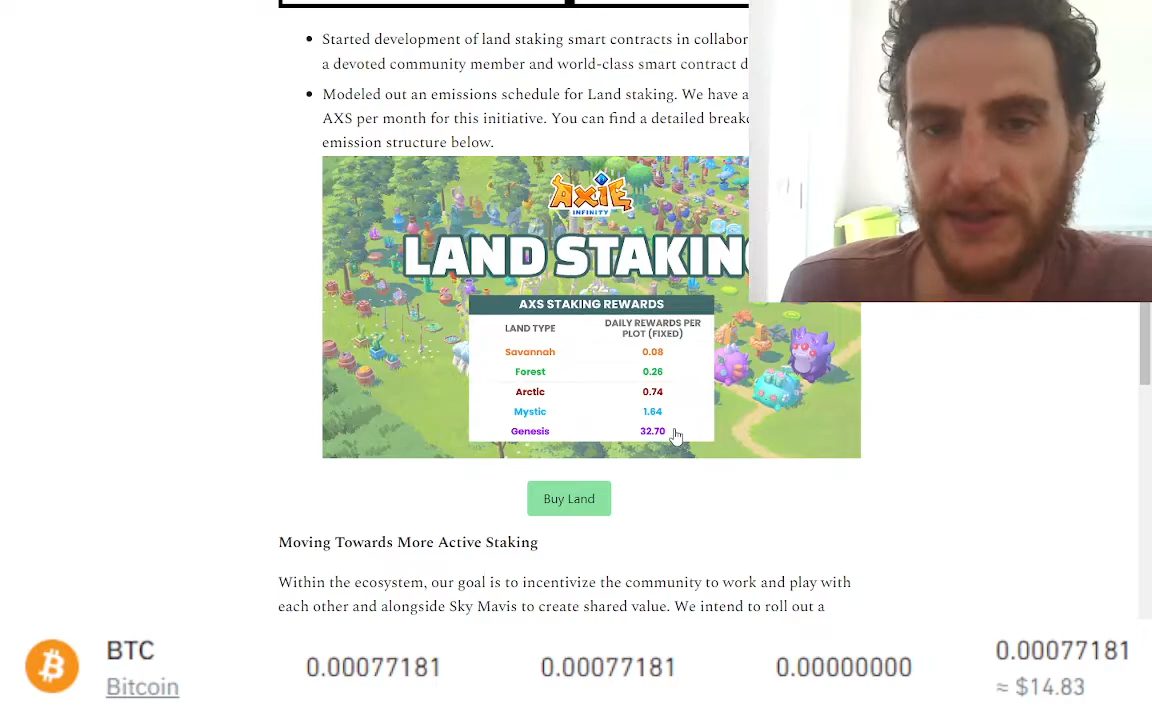 Started development of land staking smart contracts in collabor
a devoted community member and world-class smart contract d
Modeled out an emissions schedule for Land staking. We have a
AXS per month for this initiative. You can find a detailed break
emission structure below.
AXIE
INFINITY
LAND STAKING
AXS STAKING REWARDS
LAND TYPE DAILY REWARDS PER PLOT (FIXED)
Savannah 0.08
Forest 0.26
Arctic 0.74
Mystic 1.64
Genesis 32.70
Buy Land
Moving Towards More Active Staking
Within the ecosystem, our goal is to incentivize the community to work and play with
each other and alongside Sky Mavis to create shared value. We intend to roll out a
BTC 0.00077181 0.00077181 0.00000000 0.00077181
Bitcoin ≈ $14.83